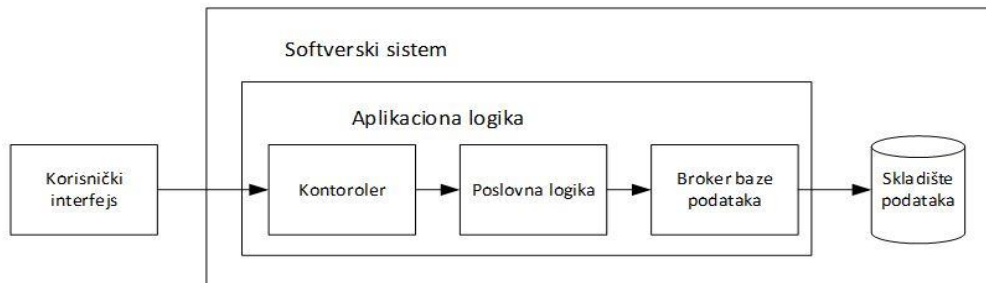 Softverski sistem
Aplikaciona logika
Korisnički
interfejs
Kontoroler
Poslovna logika
Broker baze
podataka
Skladište
podataka